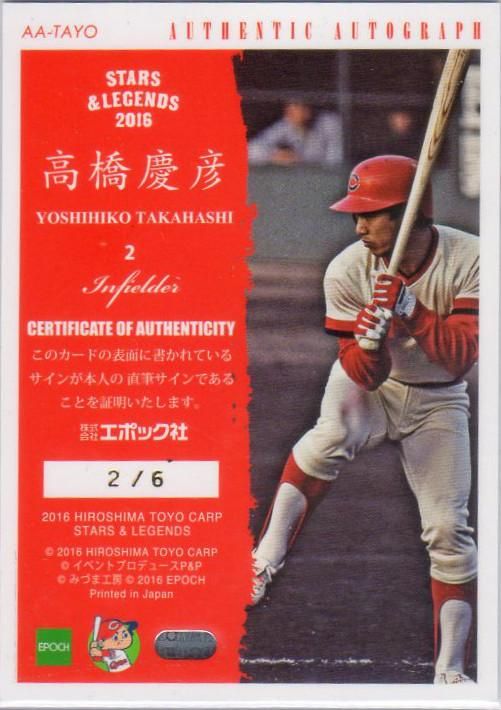 AA-TAYO
AUTHENTIC AUTOGRAPH
STARS
& LEGENDS
2016
高橋慶彦
YOSHIHIKO TAKAHASHI
2
Infielder
CERTIFICATE OF AUTHENTICITY
このカードの表面に書かれている
サインが本人の 直筆サインである
ことを証明いたします。
株式会社エポック社
2/6
2016 HIROSHIMA TOYO CARP
STARS & LEGENDS
© 2016 HIROSHIMA TOYO CARP
© イベントプロデュースP&P
© みづま工房 © 2016 EPOCH
Printed in Japan
EPOCH